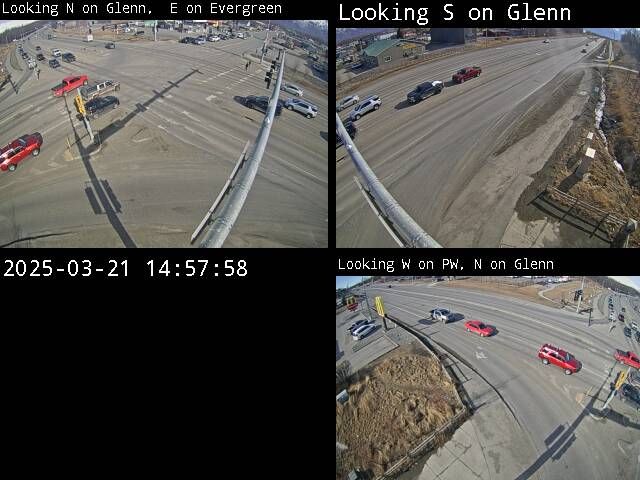 Looking N on Glenn,  E on Evergreen
Looking S on Glenn
2025-03-21 14:57:58
Looking W on PW, N on Glenn